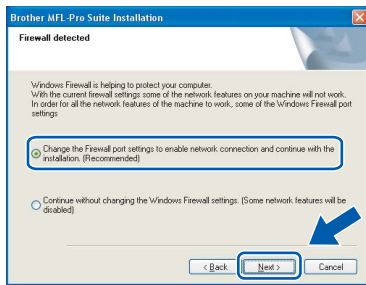 Brother MFL-Pro Suite Installation
Firewall detected
Windows Firewall is helping to protect your computer.
With the current firewall settings some of the network features on your machine will not work.
In order for all the network features of the machine to work, some of the Windows Firewall port
settings
Change the Firewall port settings to enable network connection and continue with the
installation. (Recommended)
Continue without changing the Windows Firewall settings. (Some network features will be
disabled)
< Back
Next >
Cancel